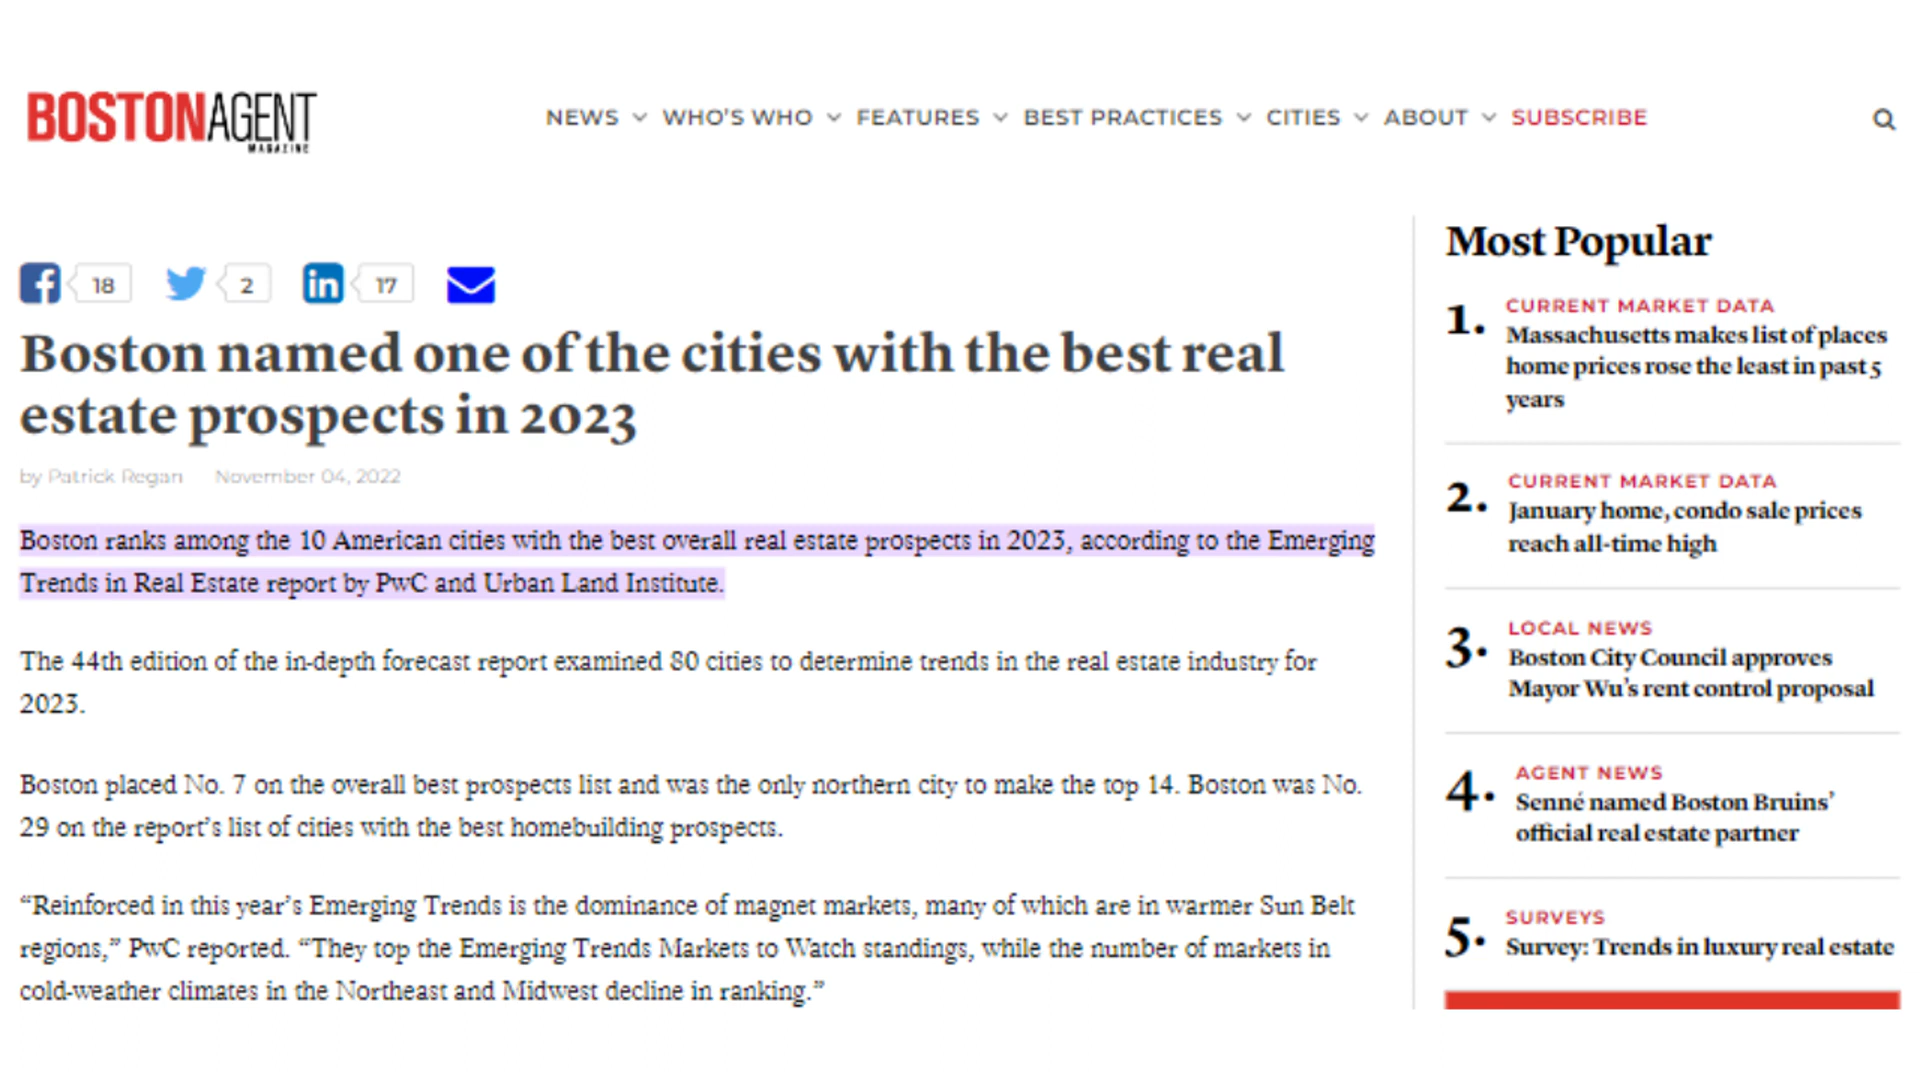 BOSTONAGENT
MAGAZINE
NEWS WHO'S WHO FEATURES BEST PRACTICES CITIES ABOUT SUBSCRIBE
18 2 in 17
Boston named one of the cities with the best real
estate prospects in 2023
by Patrick Regan November 04, 2022
Boston ranks among the 10 American cities with the best overall real estate prospects in 2023, according to the Emerging
Trends in Real Estate report by PwC and Urban Land Institute.
The 44th edition of the in-depth forecast report examined 80 cities to determine trends in the real estate industry for
2023.
Boston placed No. 7 on the overall best prospects list and was the only northern city to make the top 14. Boston was No.
29 on the report's list of cities with the best homebuilding prospects.
“Reinforced in this year's Emerging Trends is the dominance of magnet markets, many of which are in warmer Sun Belt
regions,” PwC reported. “They top the Emerging Trends Markets to Watch standings, while the number of markets in
cold-weather climates in the Northeast and Midwest decline in ranking.”
Most Popular
1. CURRENT MARKET DATA
Massachusetts makes list of places
home prices rose the least in past 5
years
2. CURRENT MARKET DATA
January home, condo sale prices
reach all-time high
3. LOCAL NEWS
Boston City Council approves
Mayor Wu's rent control proposal
4. AGENT NEWS
Senné named Boston Bruins'
official real estate partner
5. SURVEYS
Survey: Trends in luxury real estate